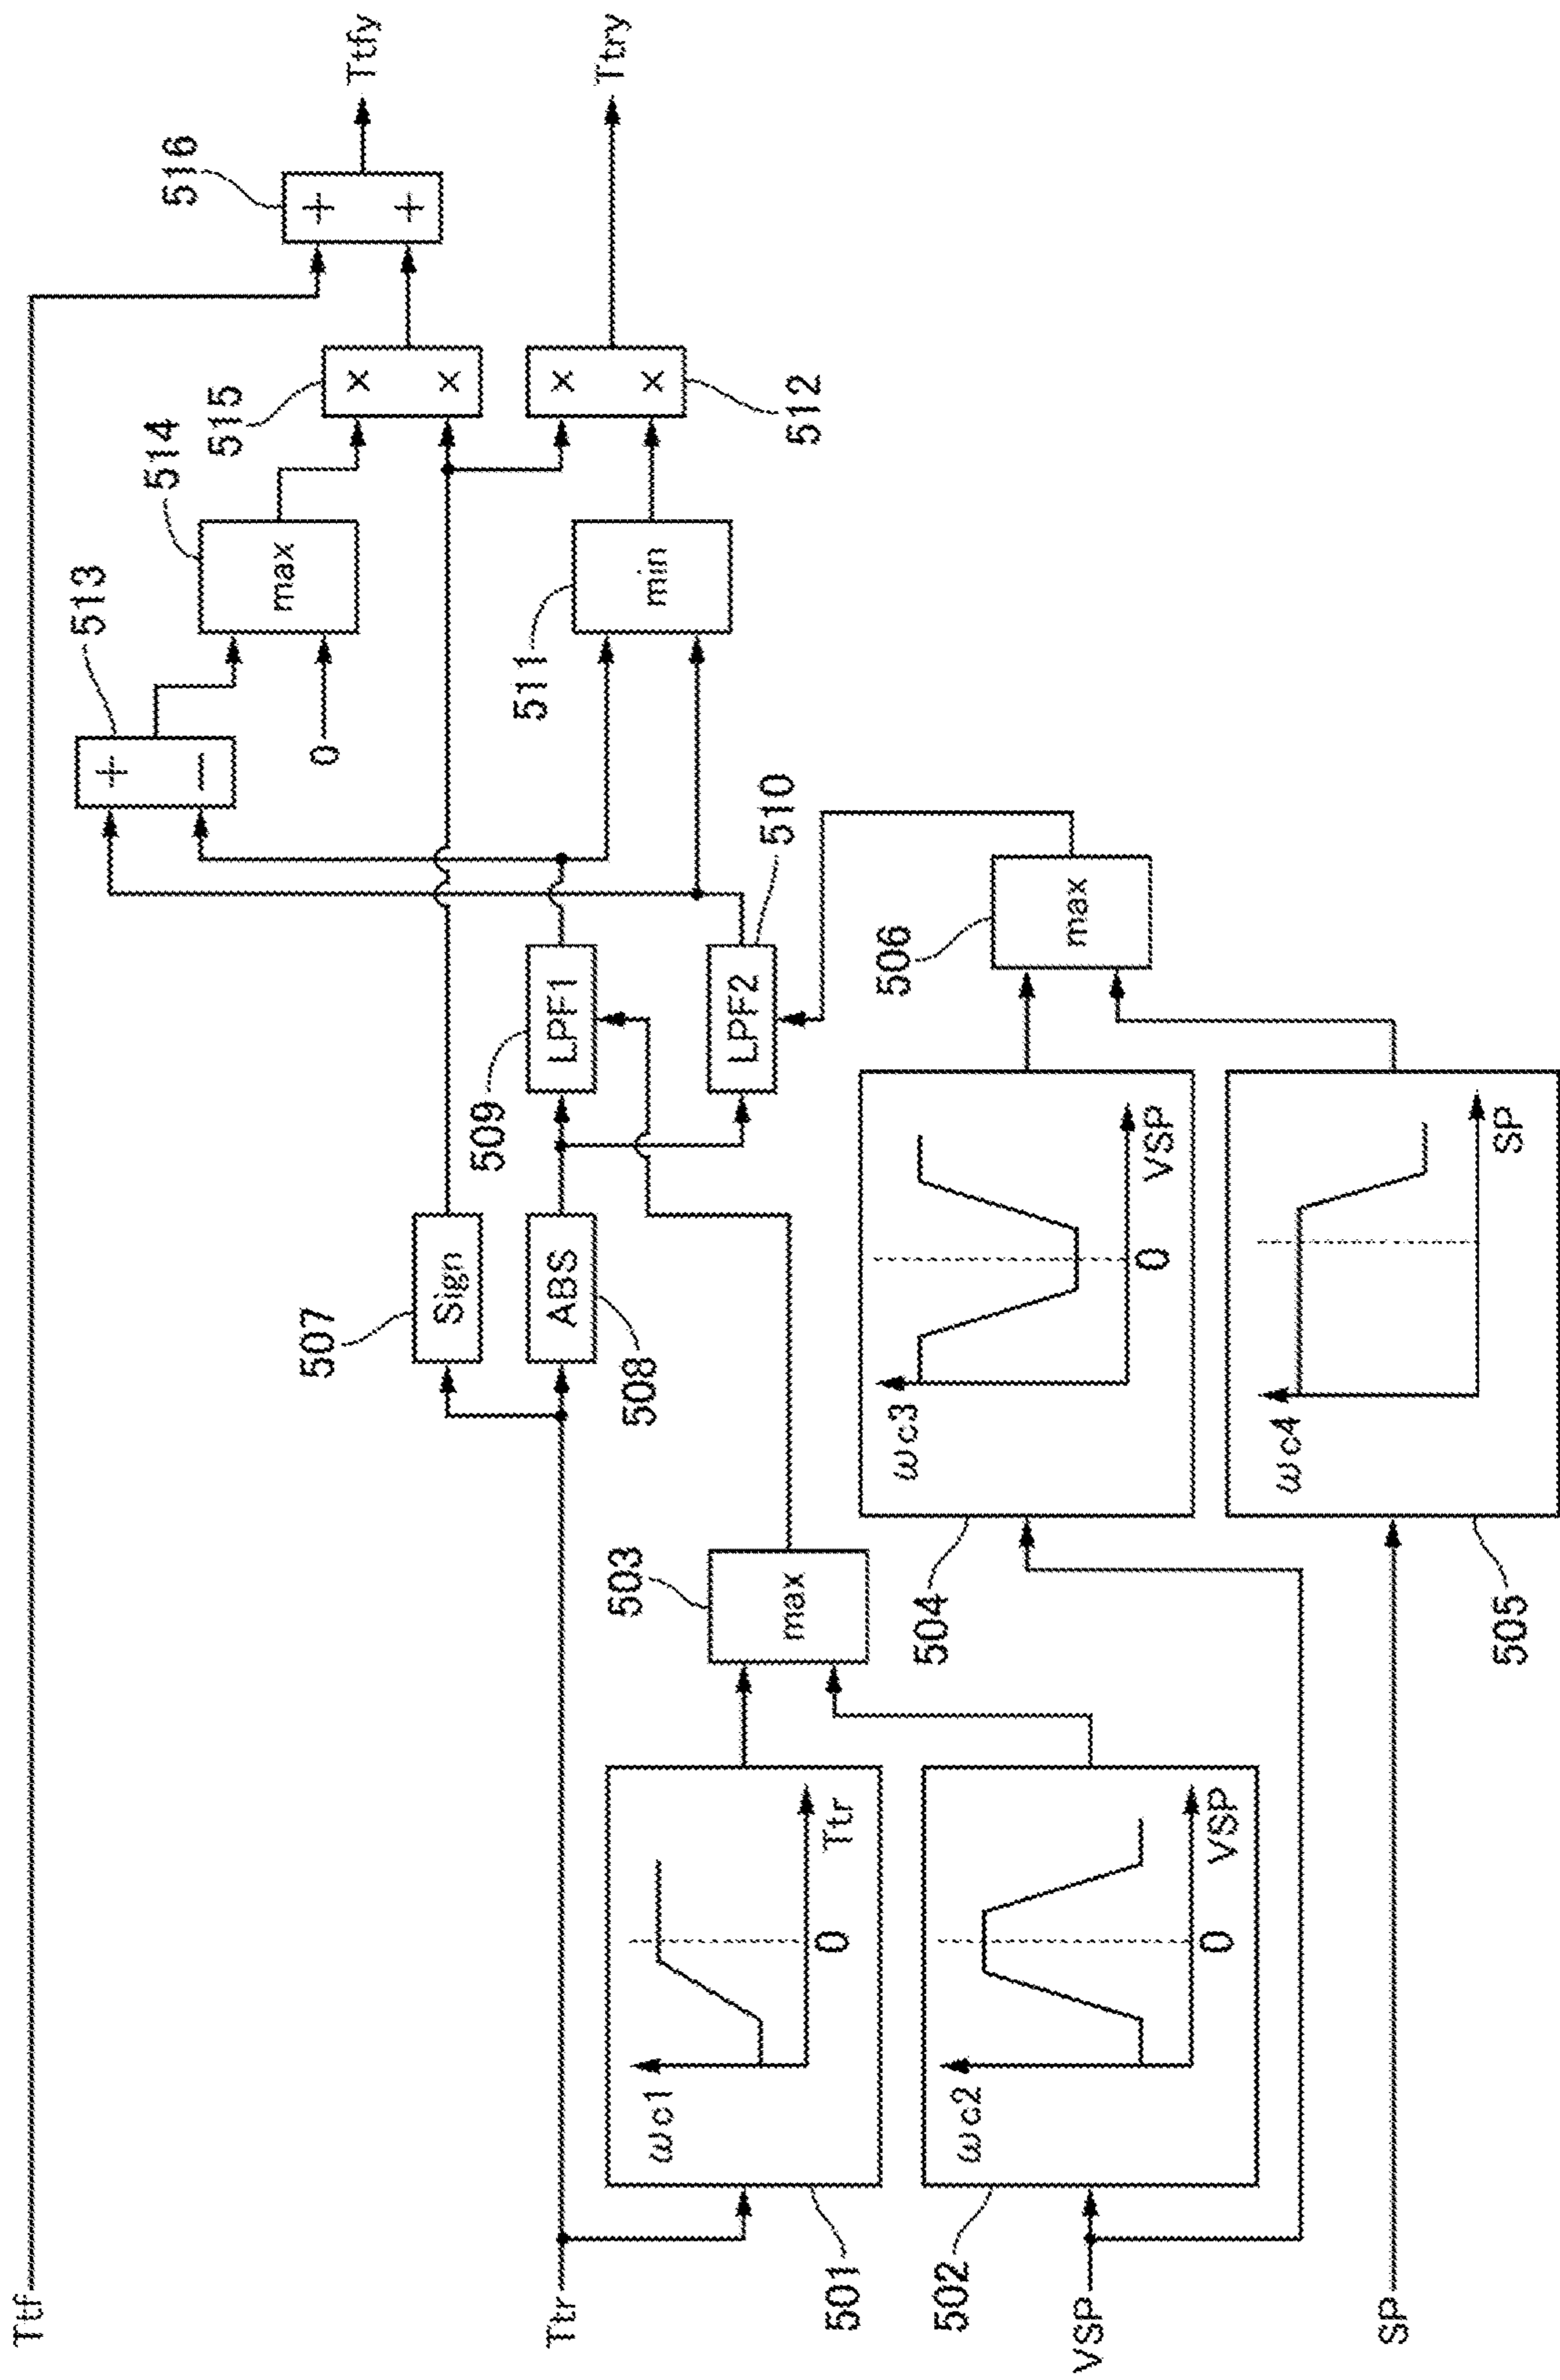 Ttf
Ttfy
516
+
+
515
×
×
514
max
0
513
+
−
Ttry
512
×
×
511
min
507
Sign
Ttr
508
ABS
509
LPF1
510
LPF2
503
max
501
ωc1
Ttr
0
502
ωc2
VSP
0
VSP
506
max
504
ωc3
VSP
0
505
ωc4
SP
SP